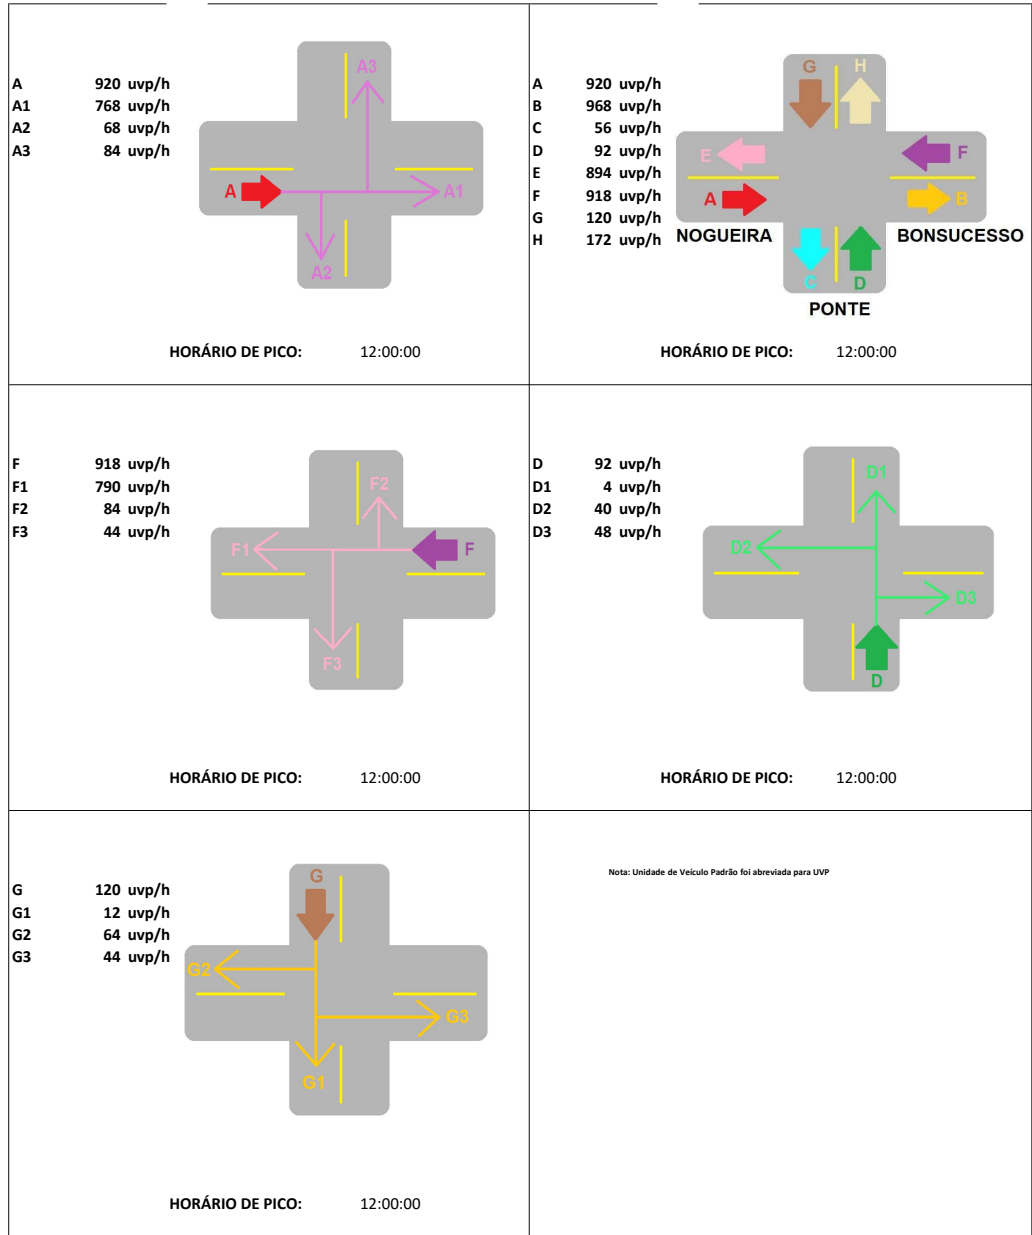 A 920 uvp/h
A1 768 uvp/h
A2 68 uvp/h
A3 84 uvp/h
A3
A
A1
A2
HORÁRIO DE PICO: 12:00:00
A 920 uvp/h
B 968 uvp/h
C 56 uvp/h
D 92 uvp/h
E 894 uvp/h
F 918 uvp/h
G 120 uvp/h
H 172 uvp/h
G H
E F
A B
NOGUEIRA BONSUCESSO
C D
PONTE
HORÁRIO DE PICO: 12:00:00
F 918 uvp/h
F1 790 uvp/h
F2 84 uvp/h
F3 44 uvp/h
F2
F1 F
F3
HORÁRIO DE PICO: 12:00:00
D 92 uvp/h
D1 4 uvp/h
D2 40 uvp/h
D3 48 uvp/h
D1
D2
D3
D
HORÁRIO DE PICO: 12:00:00
G 120 uvp/h
G1 12 uvp/h
G2 64 uvp/h
G3 44 uvp/h
G
G2
G3
G1
HORÁRIO DE PICO: 12:00:00
Nota: Unidade de Veículo Padrão foi abreviada para UVP